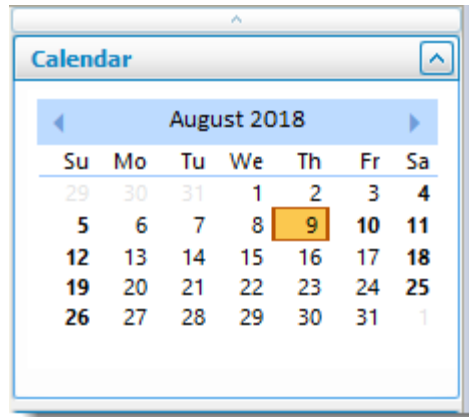 Calendar
August 2018
Su Mo Tu We Th Fr Sa
29 30 31 1 2 3 4
5 6 7 8 9 10 11
12 13 14 15 16 17 18
19 20 21 22 23 24 25
26 27 28 29 30 31 1